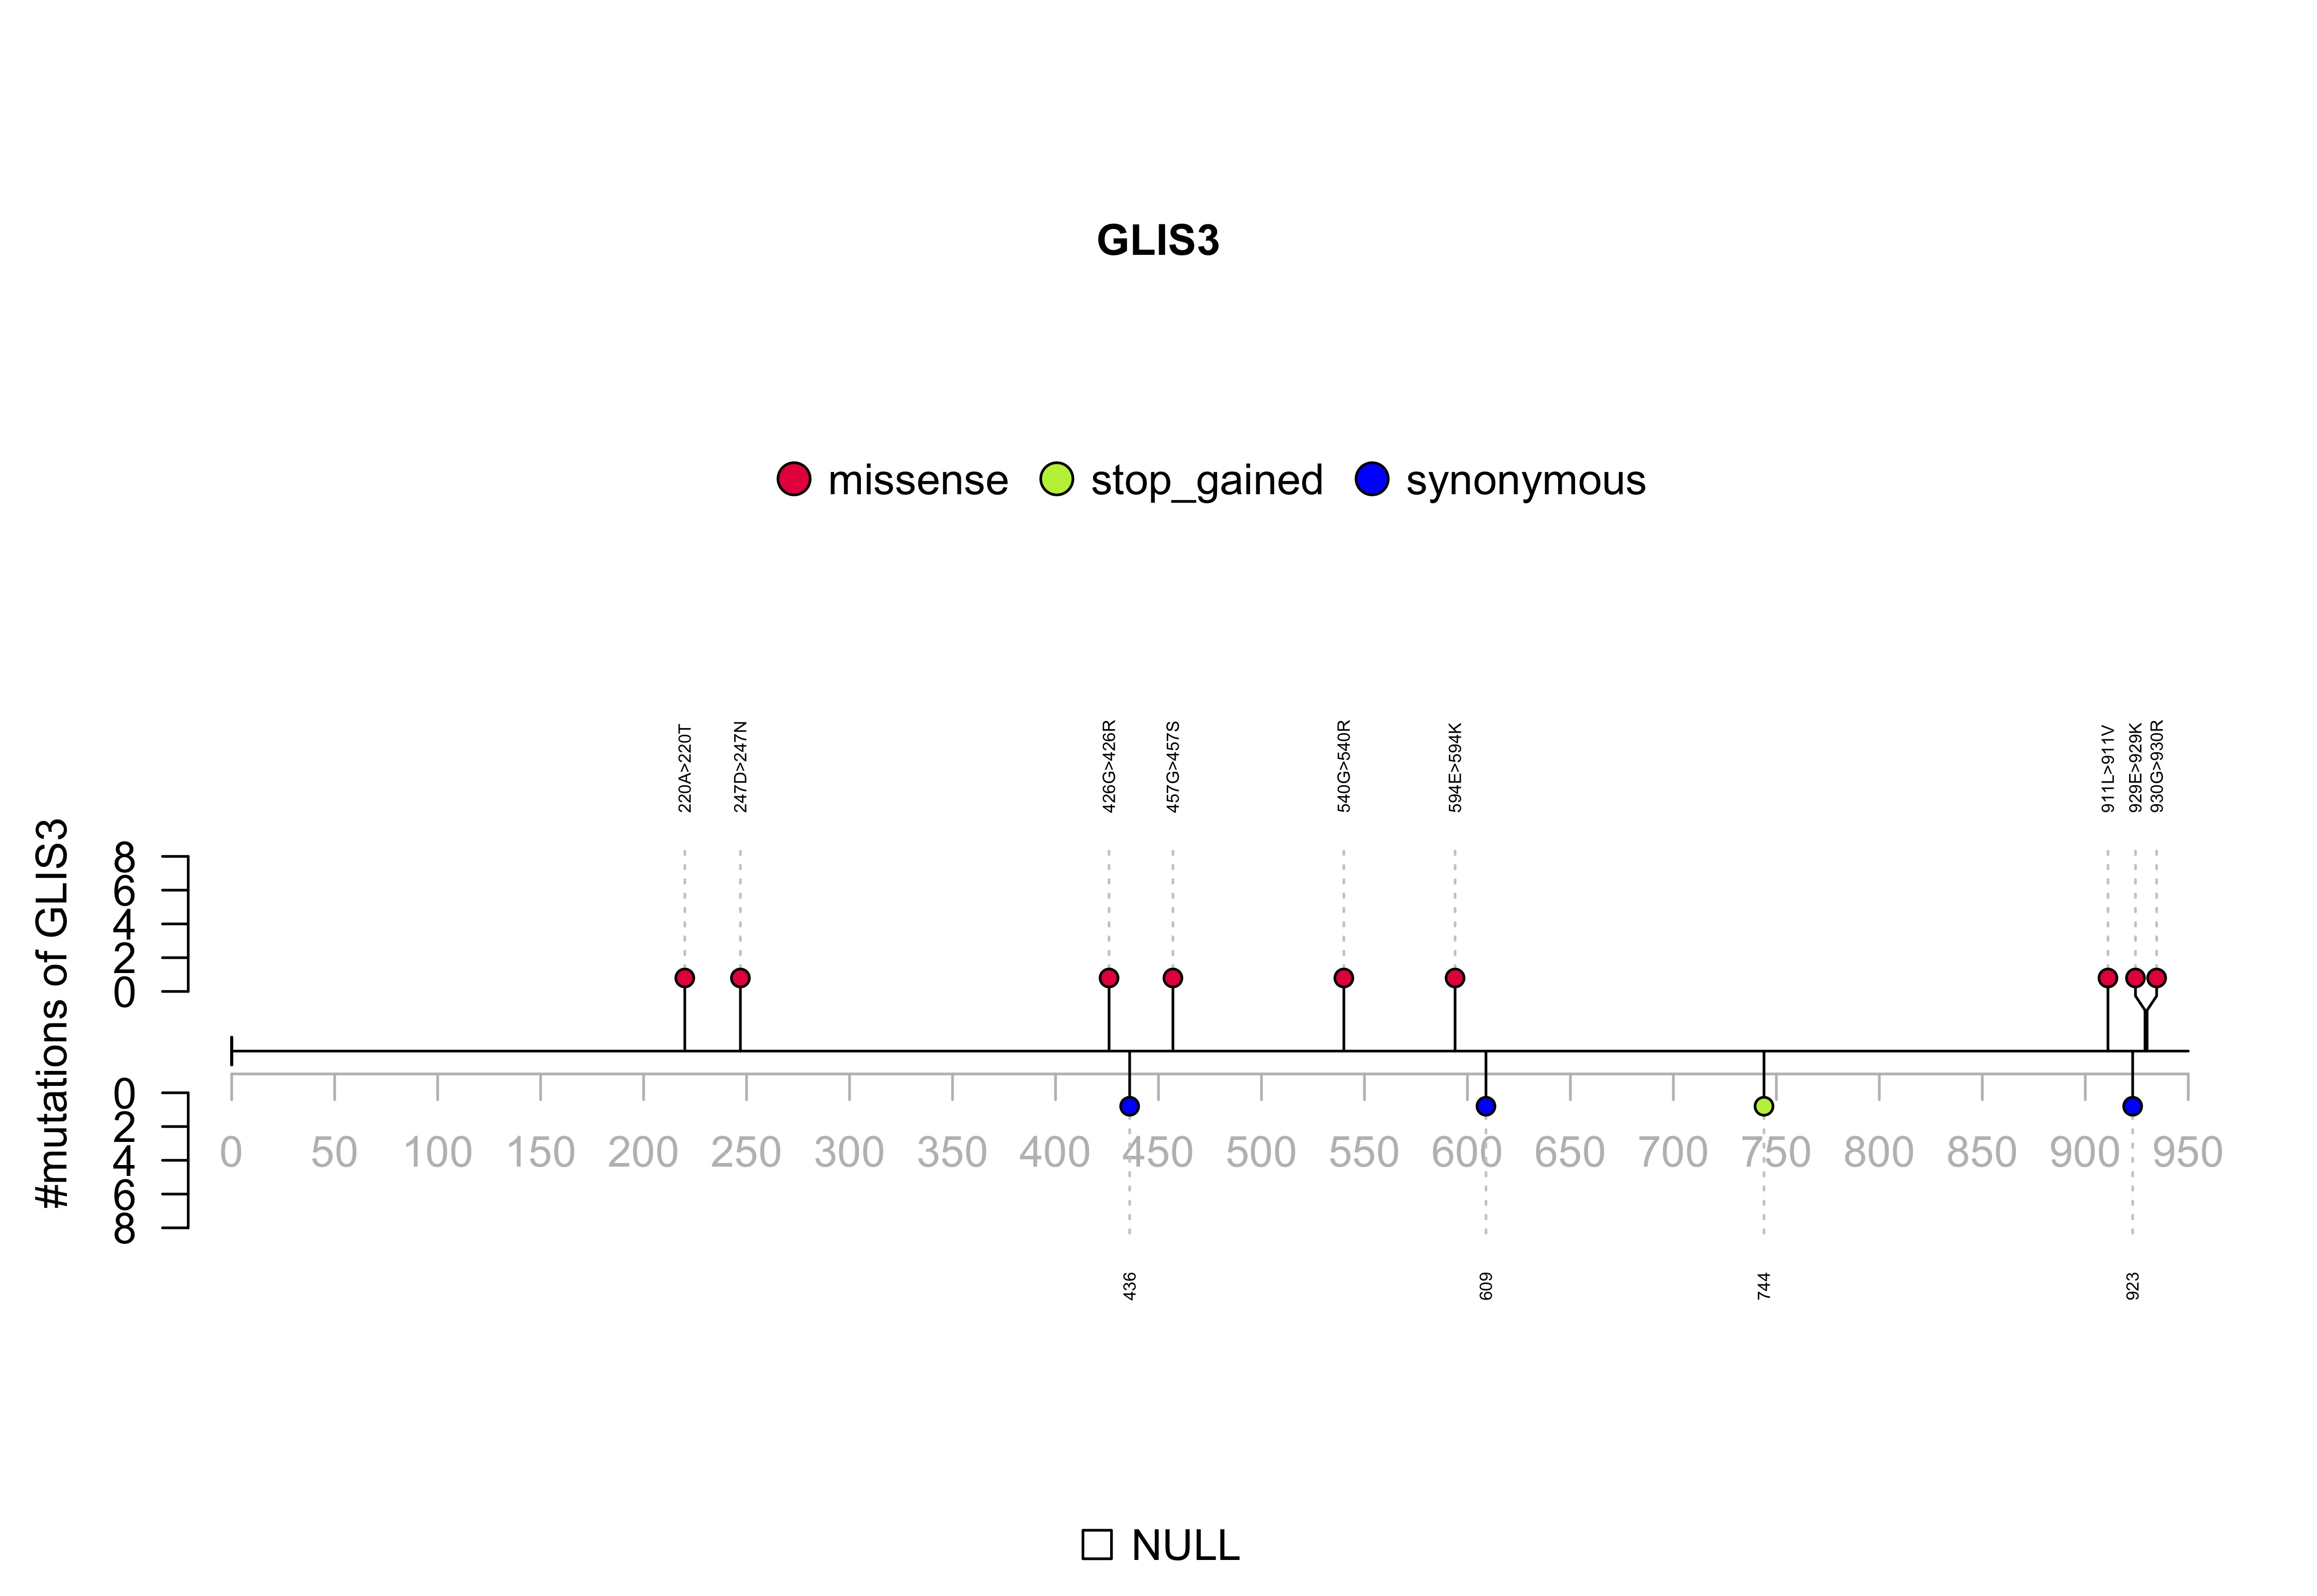 GLIS3
missense stop_gained synonymous
220A>220T
247D>247N
426G>426R
457G>457S
540G>540R
594E>594K
911L>911V
929E>929K
930G>930R
#mutations of GLIS3
8
6
4
2
0
0
2
4
6
8
0 50 100 150 200 250 300 350 400 450 500 550 600 650 700 750 800 850 900 950
436
609
744
923
NULL